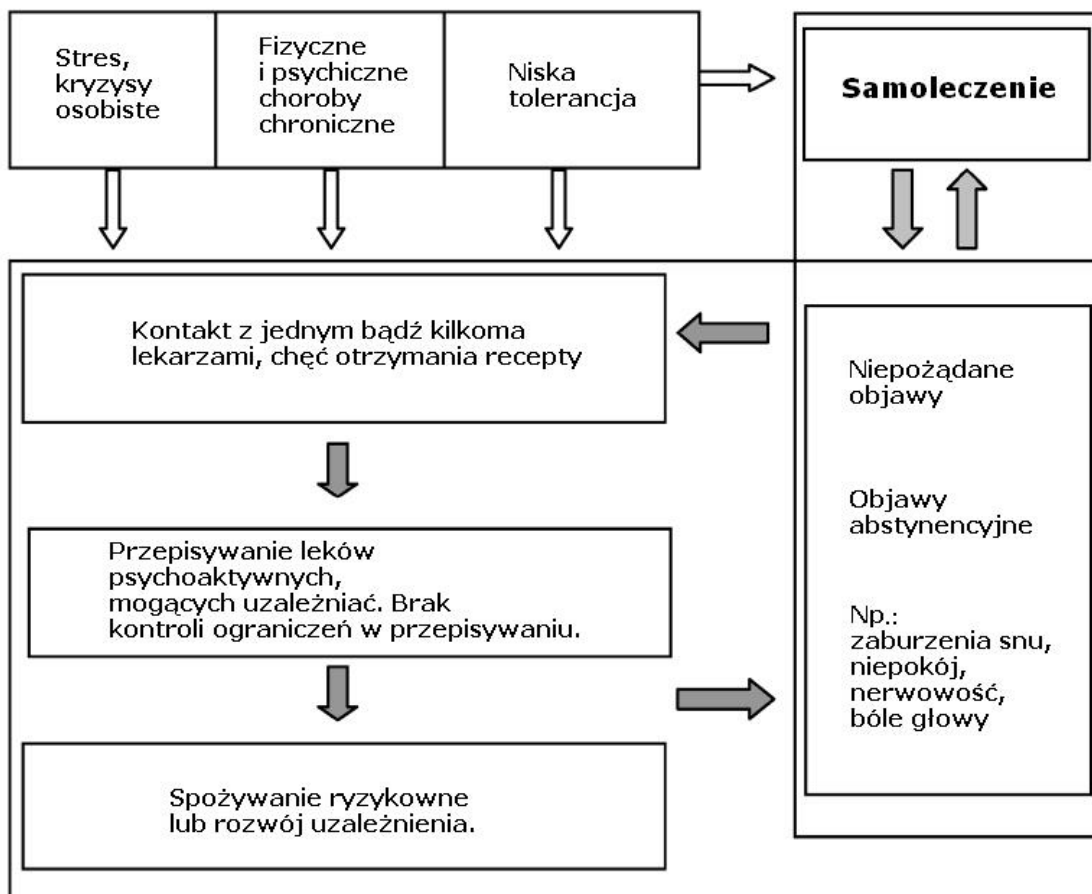 Stres,
kryzysy
osobiste
Fizyczne
i psychiczne
choroby
chroniczne
Niska
tolerancja
Samoleczenie
Kontakt z jednym bądź kilkoma
lekarzami, chęć otrzymania recepty
Niepożądane
objawy
Objawy
abstynencyjne
Np.:
zaburzenia snu,
niepokój,
nerwowość,
bóle głowy
Przepisywanie leków
psychoaktywnych,
mogących uzależniać. Brak
kontroli ograniczeń w przepisywaniu.
Spożywanie ryzykowne
lub rozwój uzależnienia.